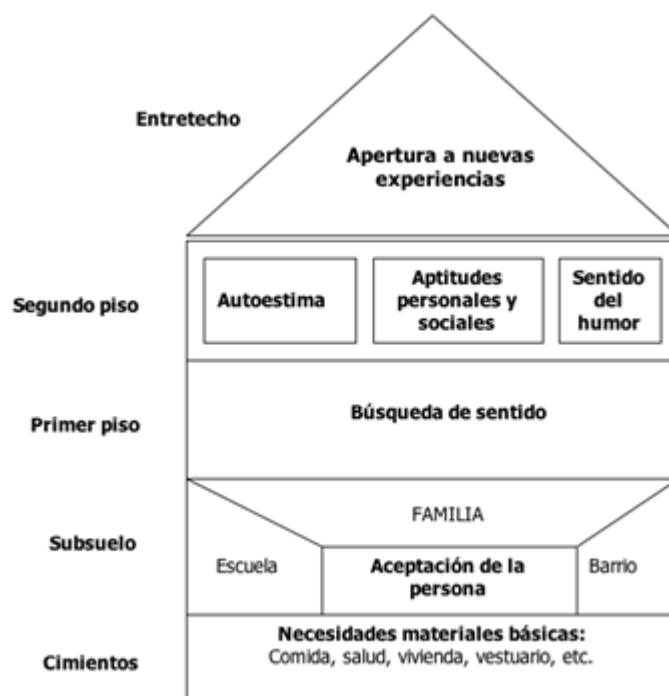 Entretecho
Apertura a nuevas
experiencias
Segundo piso
Autoestima
Aptitudes
personales y
sociales
Sentido
del
humor
Primer piso
Búsqueda de sentido
Subsuelo
FAMILIA
Escuela
Aceptación de la
persona
Barrio
Cimientos
Necesidades materiales básicas:
Comida, salud, vivienda, vestuario, etc.